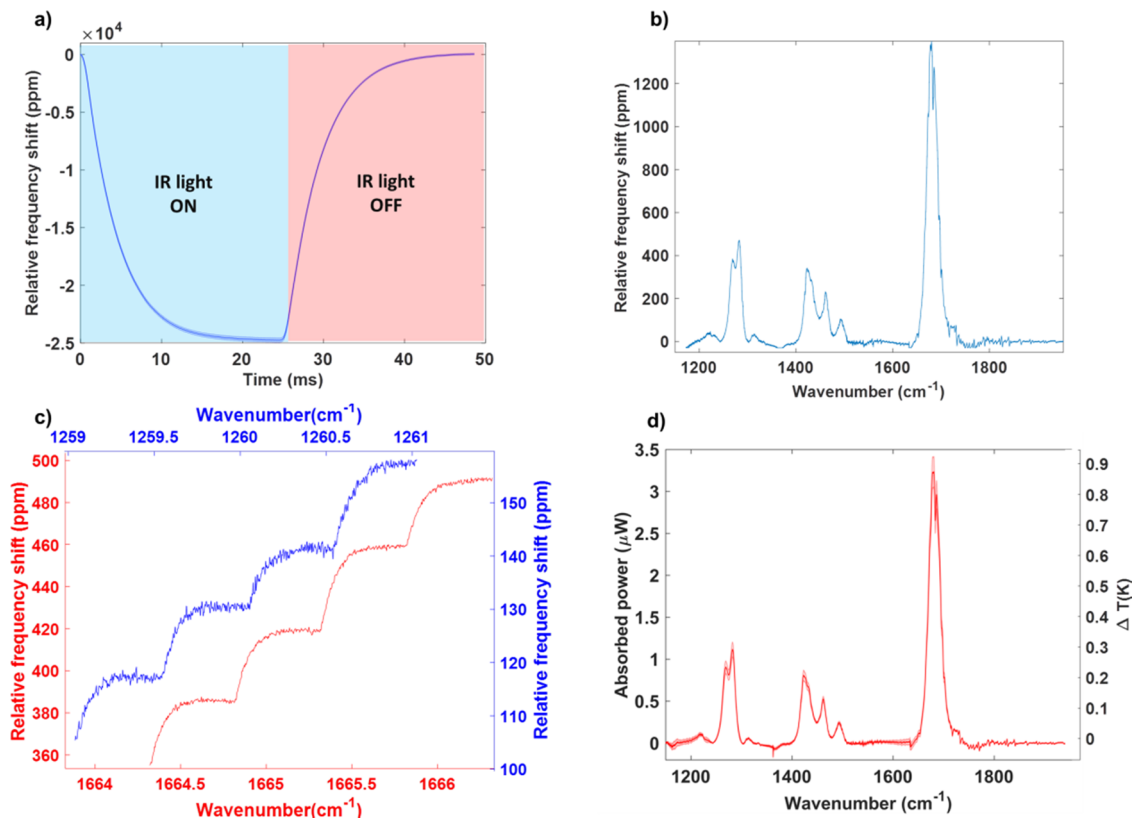 a)
×10⁴
Relative frequency shift (ppm)
0
-0.5
-1
-1.5
-2
-2.5
IR light
ON
IR light
OFF
0 10 20 30 40 50
Time (ms)
b)
Relative frequency shift (ppm)
1200
1000
800
600
400
200
0
1200 1400 1600 1800
Wavenumber (cm⁻¹)
c)
Wavenumber(cm⁻¹)
1259 1259.5 1260 1260.5 1261
Relative frequency shift (ppm)
500
480
460
440
420
400
380
360
150
140
130
120
110
100
Relative frequency shift (ppm)
1664 1664.5 1665 1665.5 1666
Wavenumber(cm⁻¹)
d)
Absorbed power (μW)
3.5
3
2.5
2
1.5
1
0.5
0
0.9
0.8
0.7
0.6
0.5
0.4
0.3
0.2
0.1
0
Δ T(K)
1200 1400 1600 1800
Wavenumber (cm⁻¹)